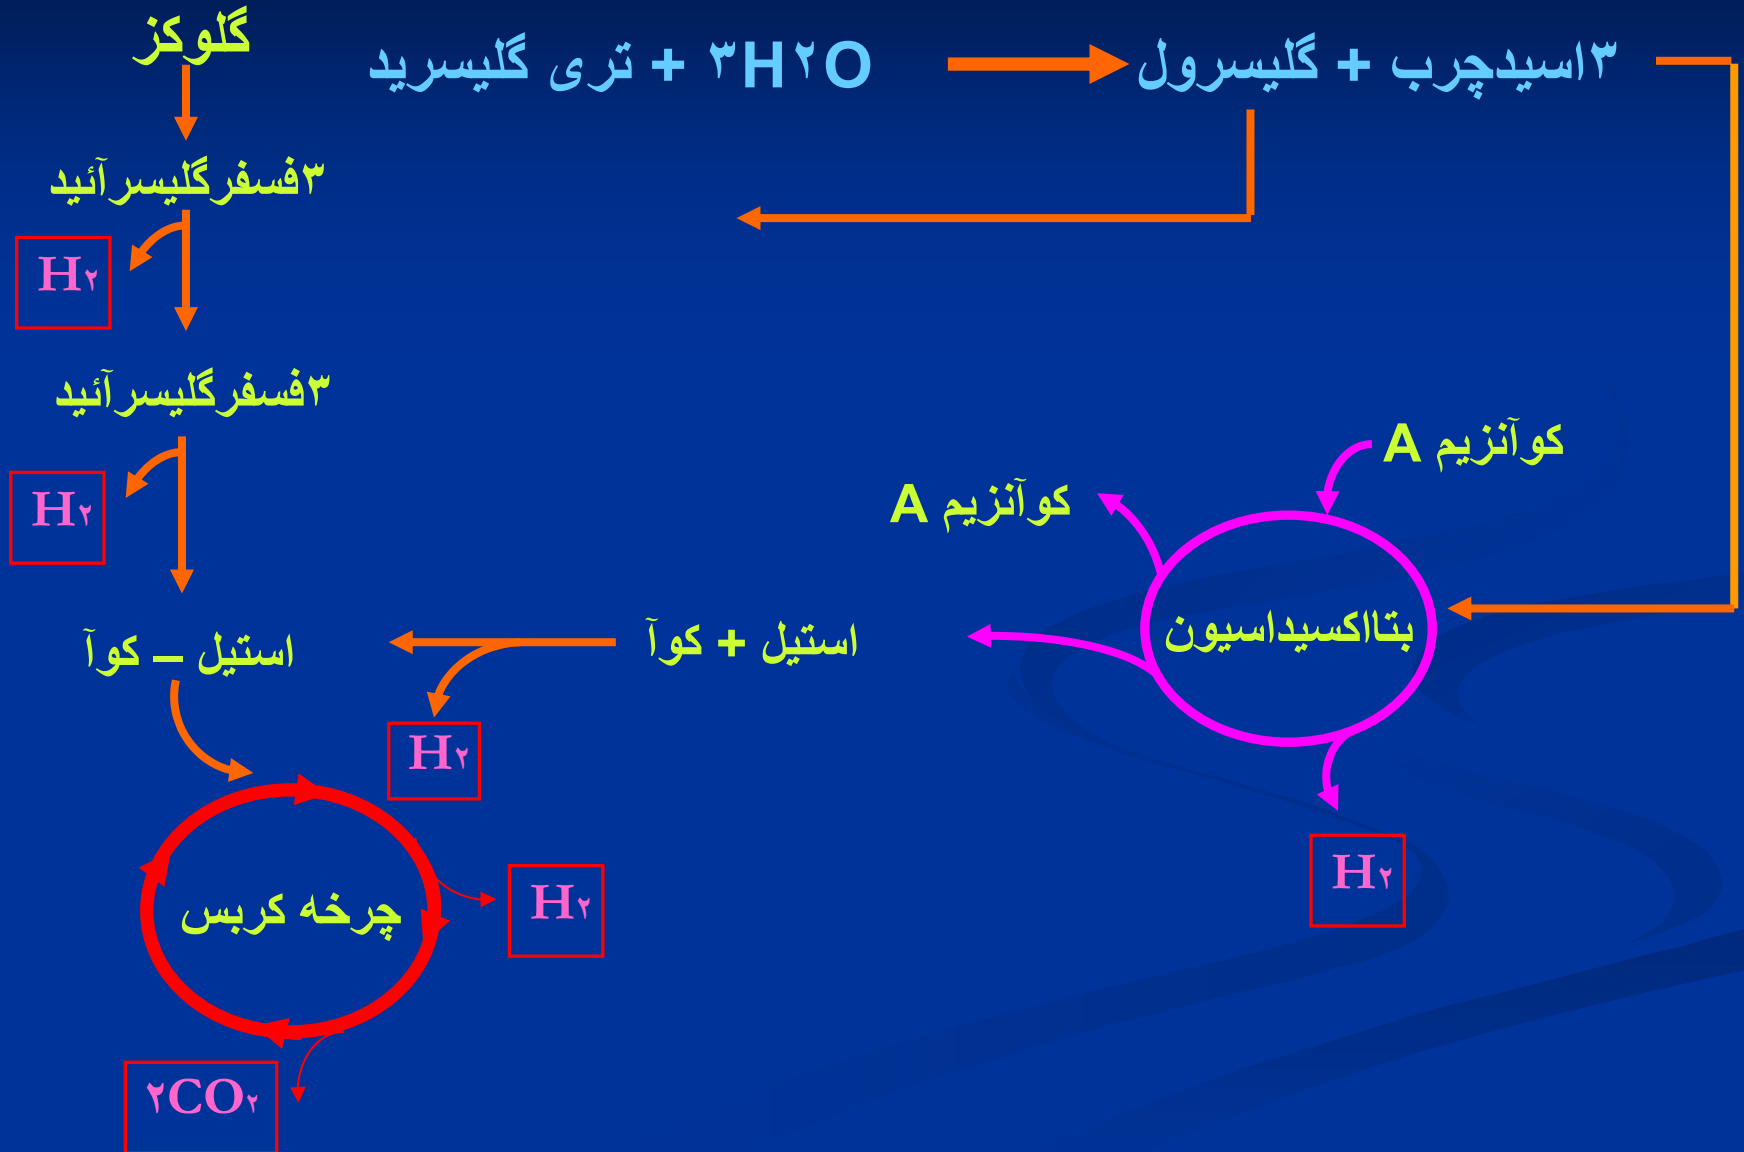 گلوکز
تری گلیسرید + ۳H۲O
۳اسیدچرب + گلیسرول
۳فسفرگلیسرآئید
H۲
۳فسفرگلیسرآئید
H۲
کوآنزیم A
کوآنزیم A
بتااکسیداسیون
استیل + کوآ
استیل – کوآ
H۲
H۲
H۲
چرخه کربس
۲CO۲